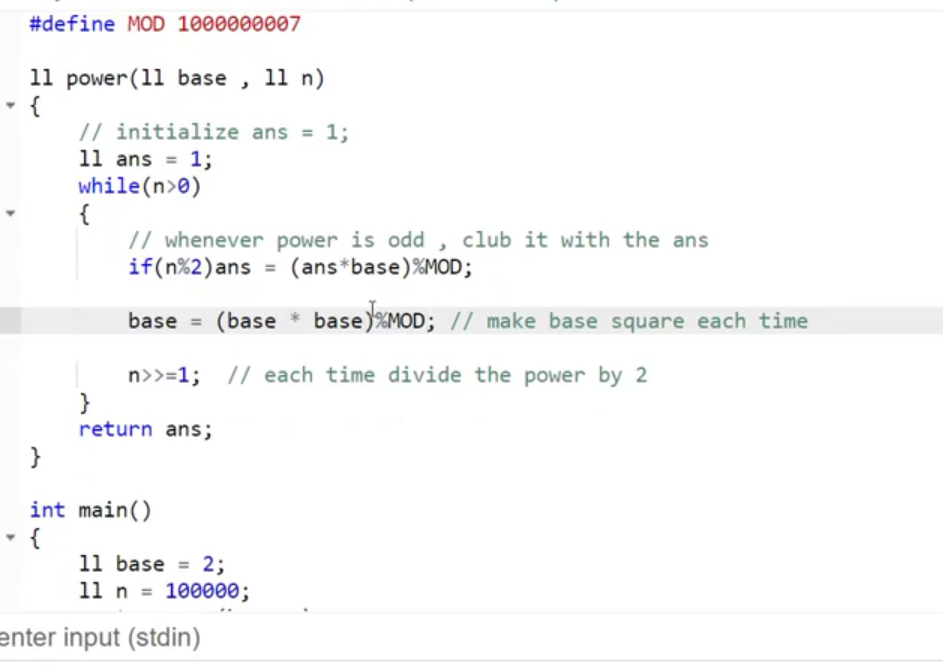 #define MOD 1000000007
ll power(ll base , ll n)
{
// initialize ans = 1;
ll ans = 1;
while(n>0)
{
// whenever power is odd , club it with the ans
if(n%2)ans = (ans*base)%MOD;
base = (base * base)%MOD; // make base square each time
n>>=1;  // each time divide the power by 2
}
return ans;
}
int main()
{
ll base = 2;
ll n = 100000;
enter input (stdin)